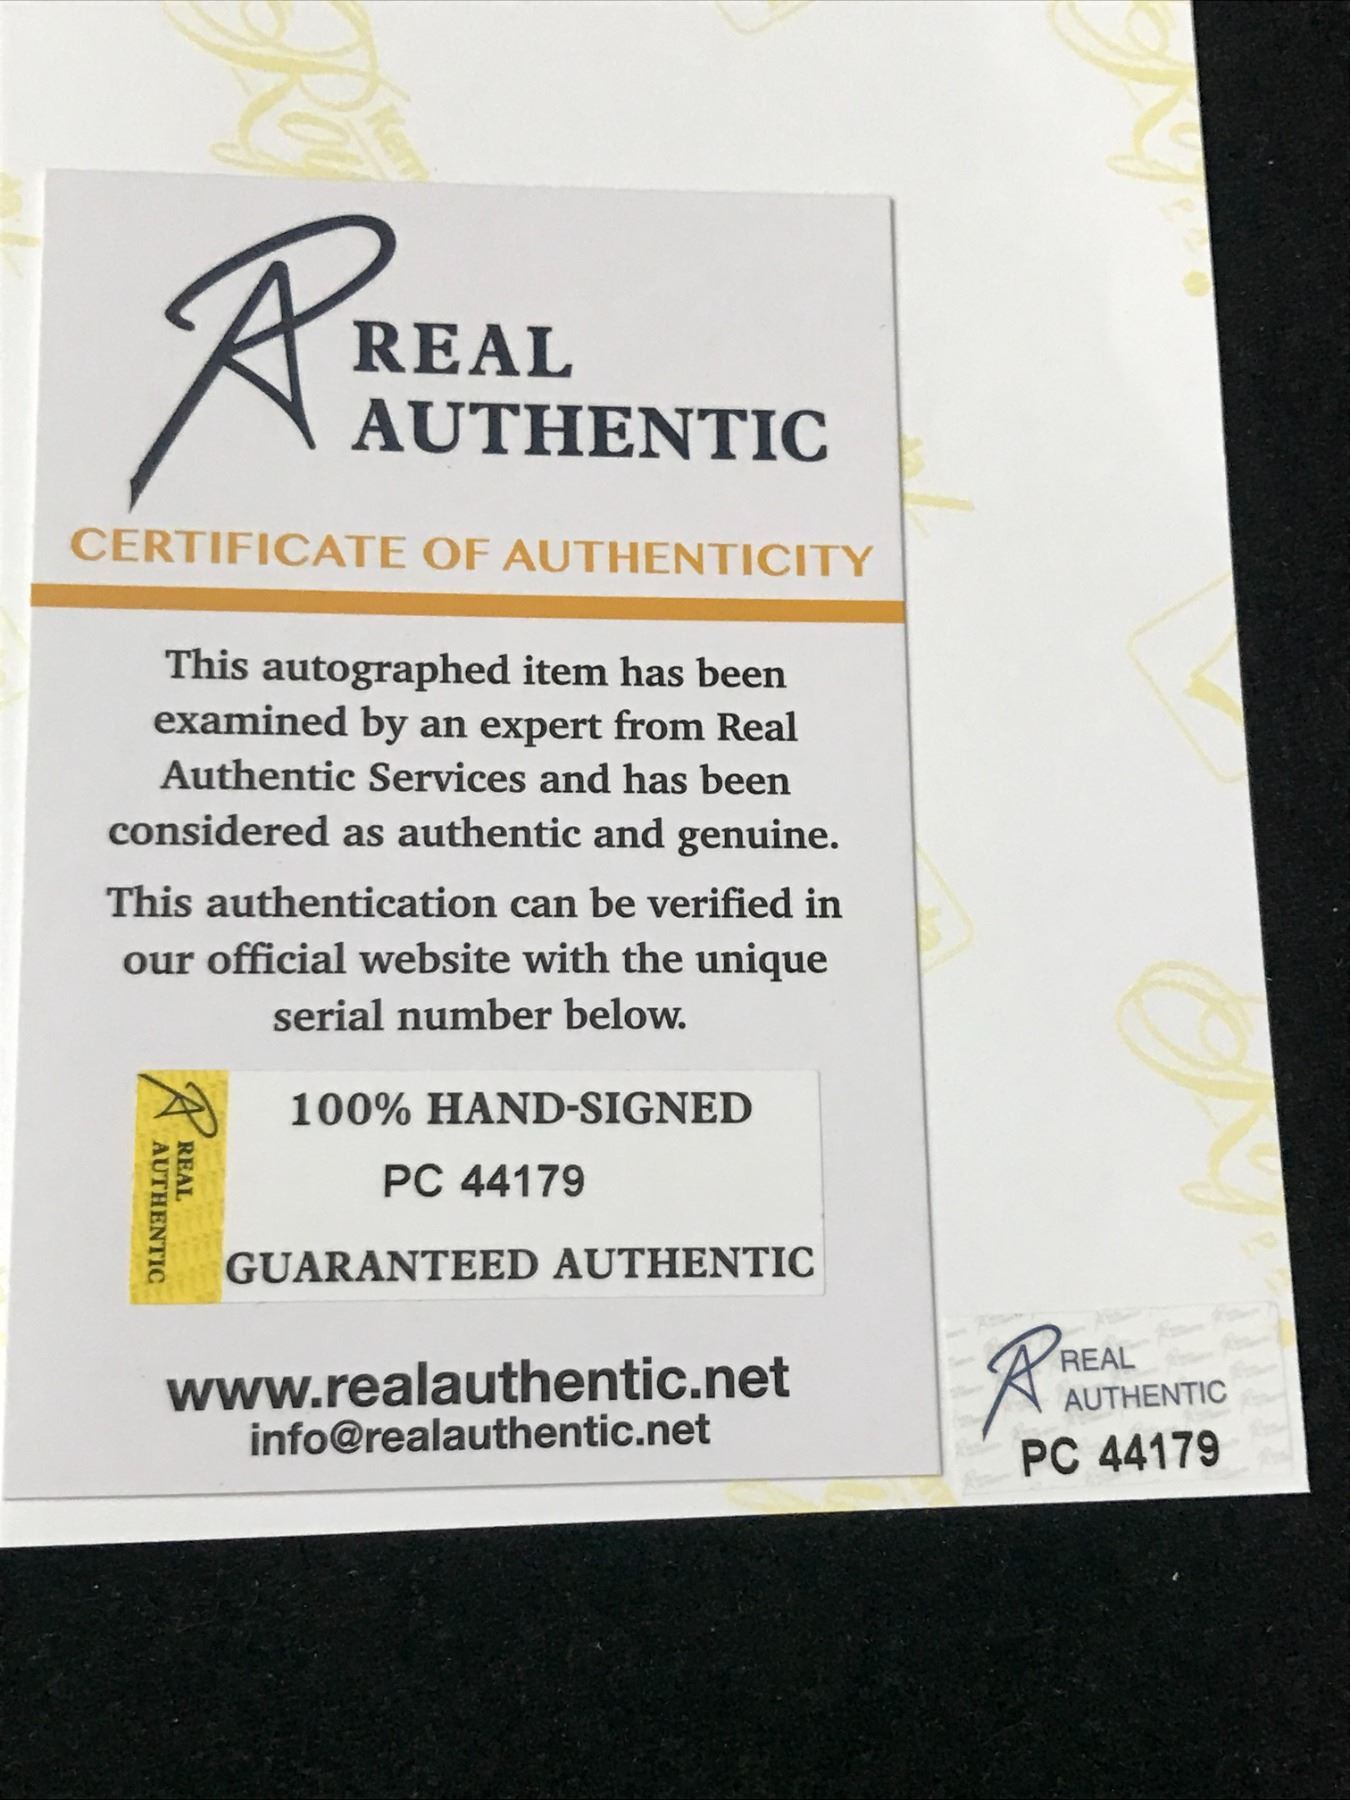 REAL
AUTHENTIC
CERTIFICATE OF AUTHENTICITY
This autographed item has been
examined by an expert from Real
Authentic Services and has been
considered as authentic and genuine.
This authentication can be verified in
our official website with the unique
serial number below.
REAL
AUTHENTIC
100% HAND-SIGNED
PC 44179
GUARANTEED AUTHENTIC
www.realauthentic.net
info@realauthentic.net
REAL
AUTHENTIC
PC 44179